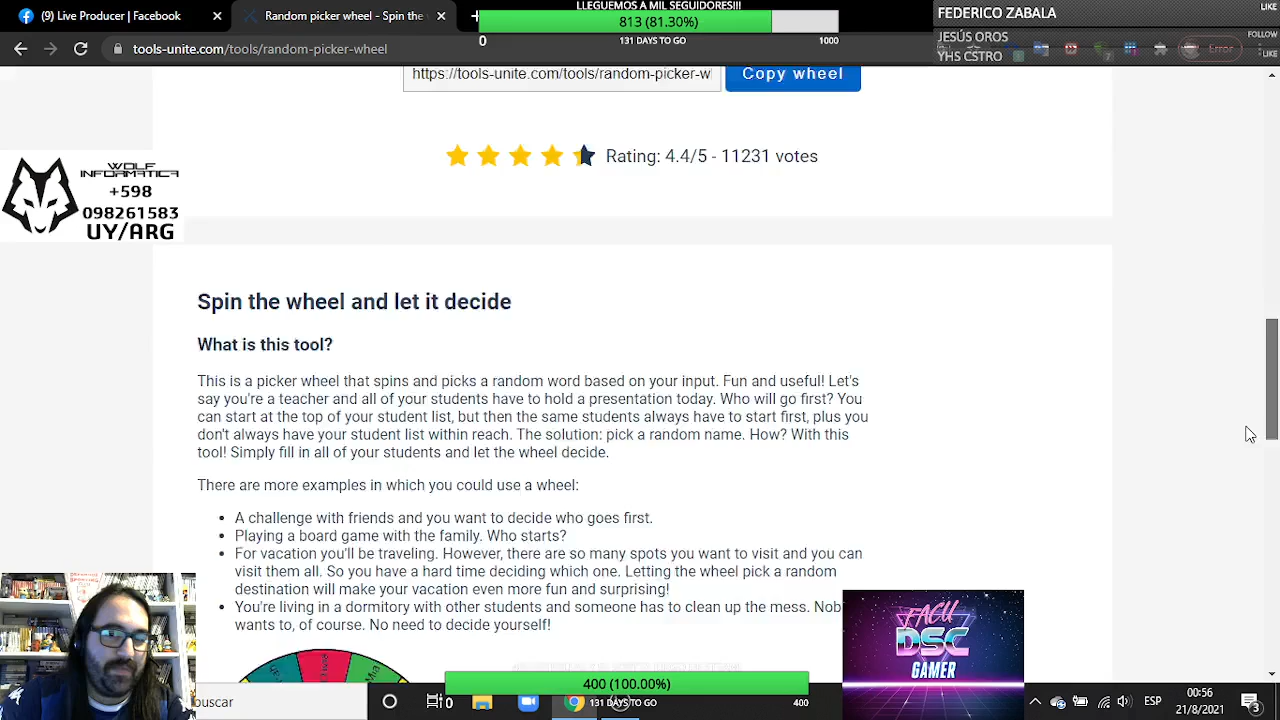 LLEGUEMOS A MIL SEGUIDORES!!!
(9) Live Producer | Facebook
Random picker wheel - Spin the
813 (81.30%)
0
131 DAYS TO GO
1000
FEDERICO ZABALA
JESÚS OROS
YHS CSTRO
LIKE
FOLLOW
LIKE
tools-unite.com/tools/random-picker-wheel
Error
https://tools-unite.com/tools/random-picker-w
Copy wheel
Rating: 4.4/5 - 11231 votes
WOLF
INFORMATICA
+598
098261583
UY/ARG
Spin the wheel and let it decide
What is this tool?
This is a picker wheel that spins and picks a random word based on your input. Fun and useful! Let's
say you're a teacher and all of your students have to hold a presentation today. Who will go first? You
can start at the top of your student list, but then the same students always have to start first, plus you
don't always have your student list within reach. The solution: pick a random name. How? With this
tool! Simply fill in all of your students and let the wheel decide.
There are more examples in which you could use a wheel:
A challenge with friends and you want to decide who goes first.
Playing a board game with the family. Who starts?
For vacation you'll be traveling. However, there are so many spots you want to visit and you can
visit them all. So you have a hard time deciding which one. Letting the wheel pick a random
destination will make your vacation even more fun and surprising!
You're living in a dormitory with other students and someone has to clean up the mess. Nob
wants to, of course. No need to decide yourself!
FACU
DSC
GAMER
400 (100.00%)
0
131 DAYS TO GO
400
buscar
ESP
00:56
21/8/2021
3